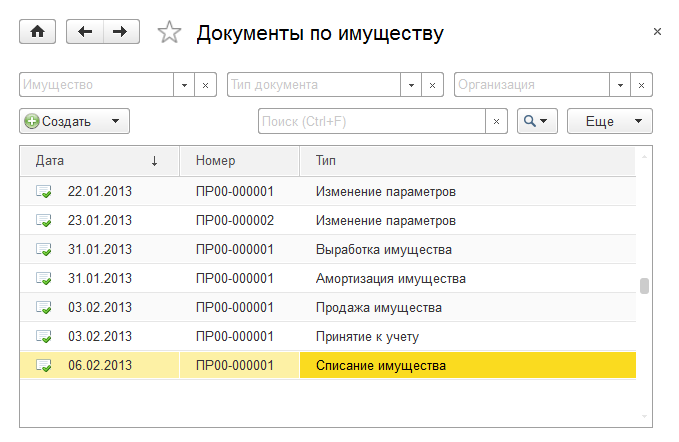 Документы по имуществу
Имущество Тип документа Организация
Создать Поиск (Ctrl+F) Еще
Дата ↓ Номер Тип
22.01.2013 ПР00-000001 Изменение параметров
23.01.2013 ПР00-000002 Изменение параметров
31.01.2013 ПР00-000001 Выработка имущества
31.01.2013 ПР00-000001 Амортизация имущества
03.02.2013 ПР00-000001 Продажа имущества
03.02.2013 ПР00-000001 Принятие к учету
06.02.2013 ПР00-000001 Списание имущества